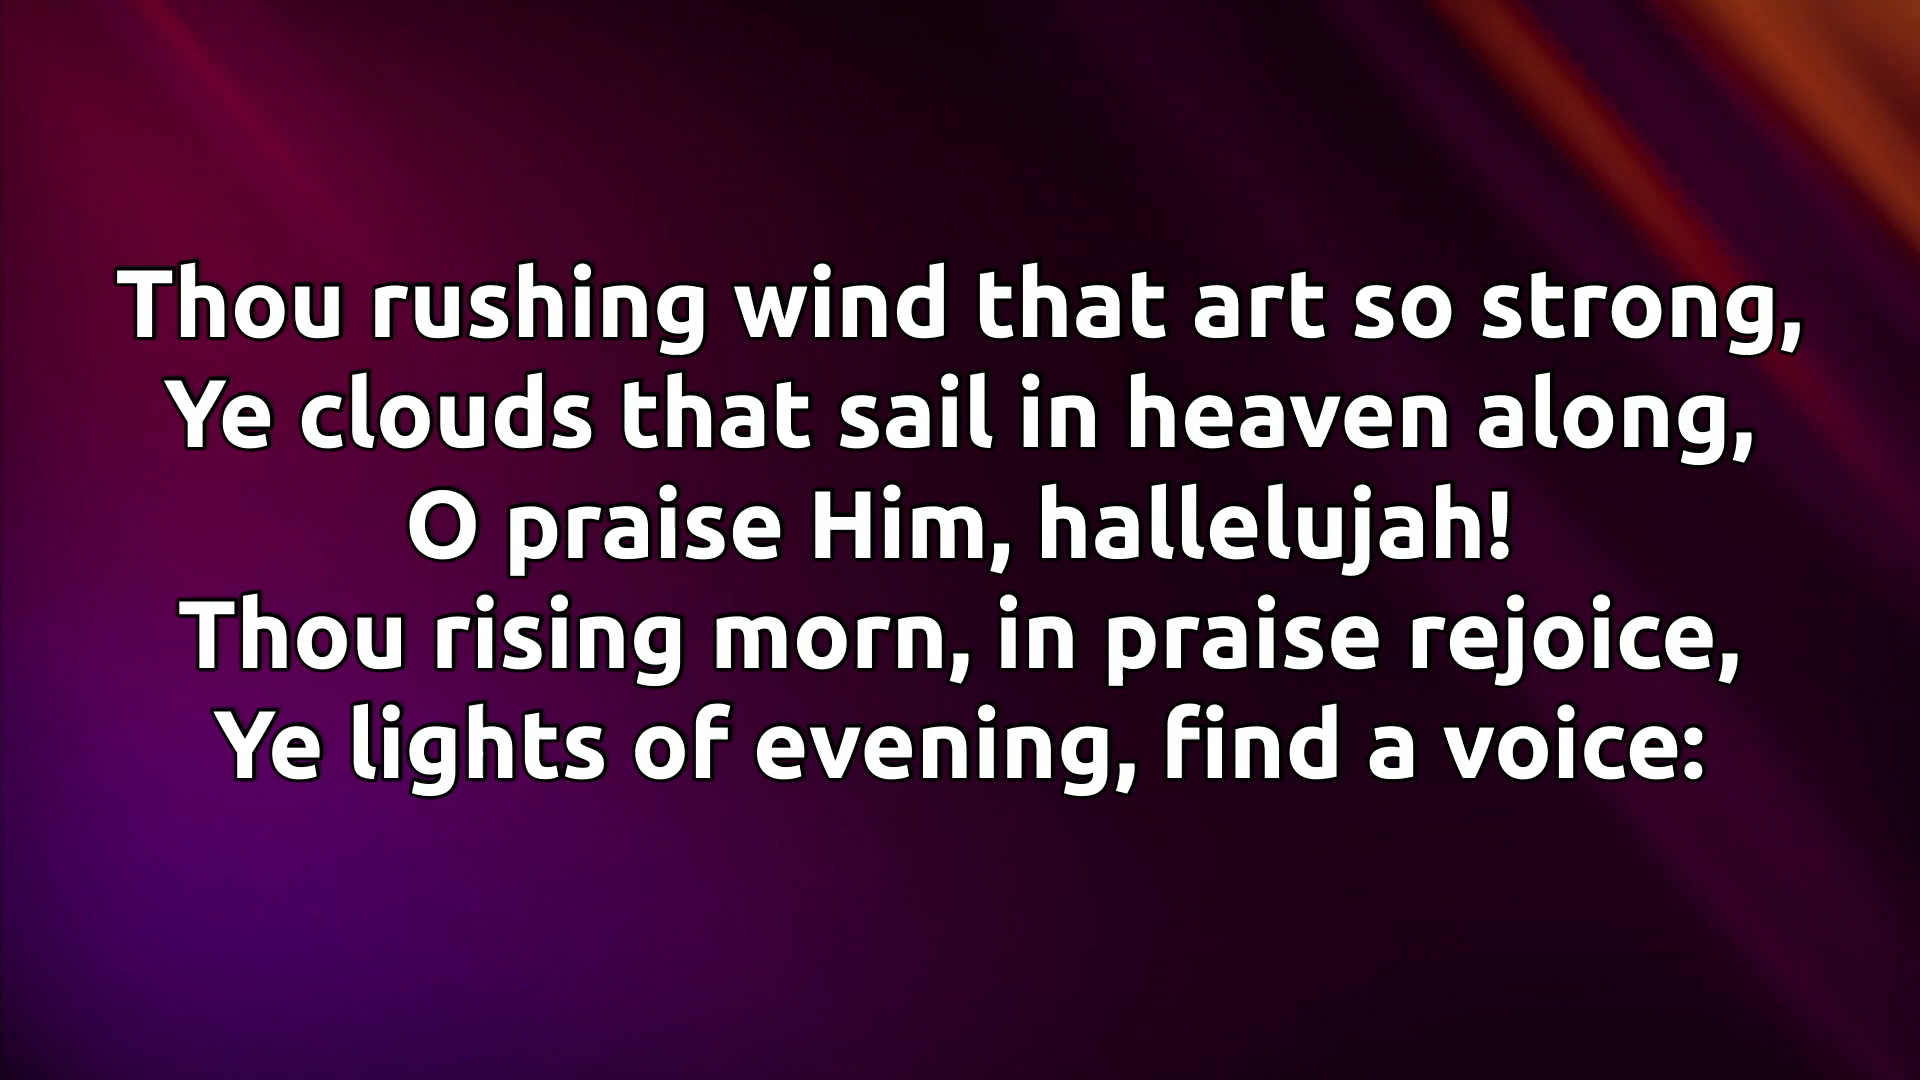 Thou rushing wind that art so strong,
Ye clouds that sail in heaven along,
O praise Him, hallelujah!
Thou rising morn, in praise rejoice,
Ye lights of evening, find a voice: